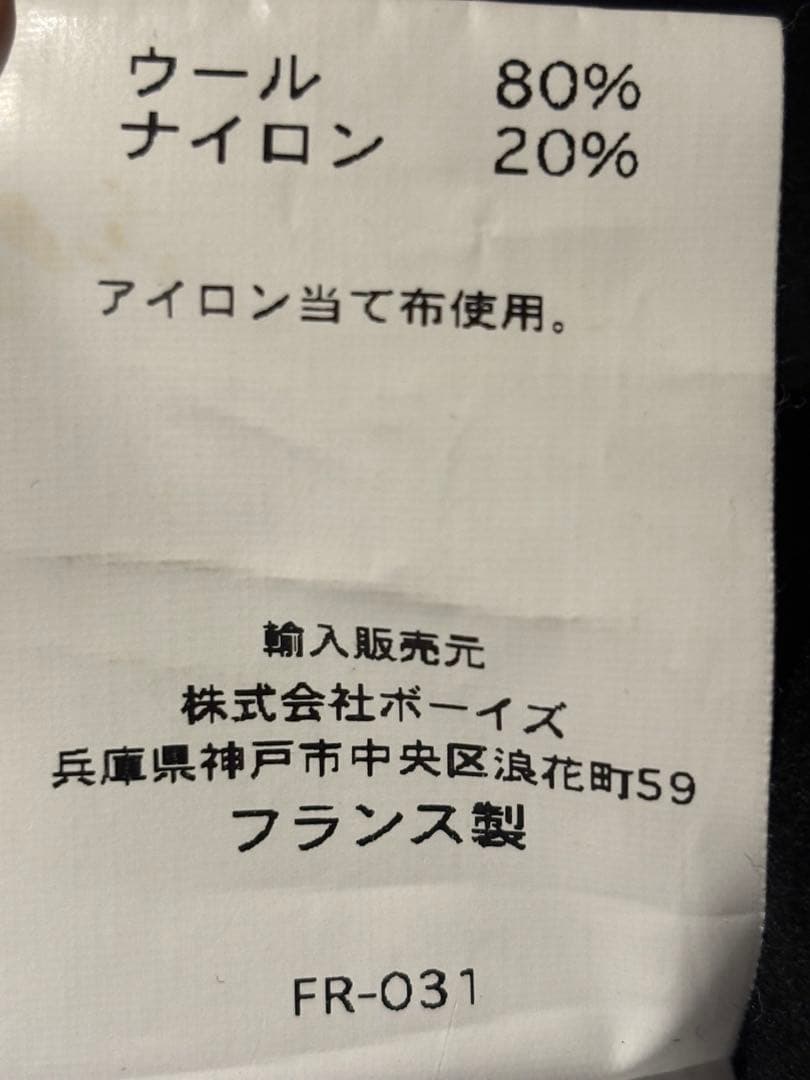 ウール 80%
ナイロン 20%
アイロン当て布使用。
輸入販売元
株式会社ボーイズ
兵庫県神戸市中央区浪花町59
フランス製
FR-031